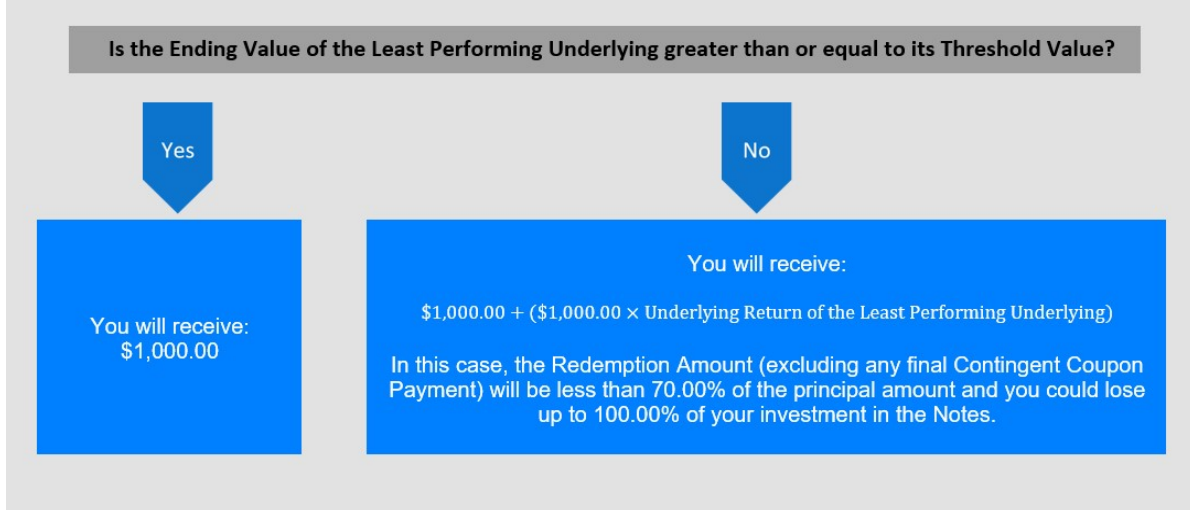 Is the Ending Value of the Least Performing Underlying greater than or equal to its Threshold Value?
Yes
No
You will receive:
$1,000.00
You will receive:
$1,000.00 + ($1,000.00 × Underlying Return of the Least Performing Underlying)
In this case, the Redemption Amount (excluding any final Contingent Coupon
Payment) will be less than 70.00% of the principal amount and you could lose
up to 100.00% of your investment in the Notes.